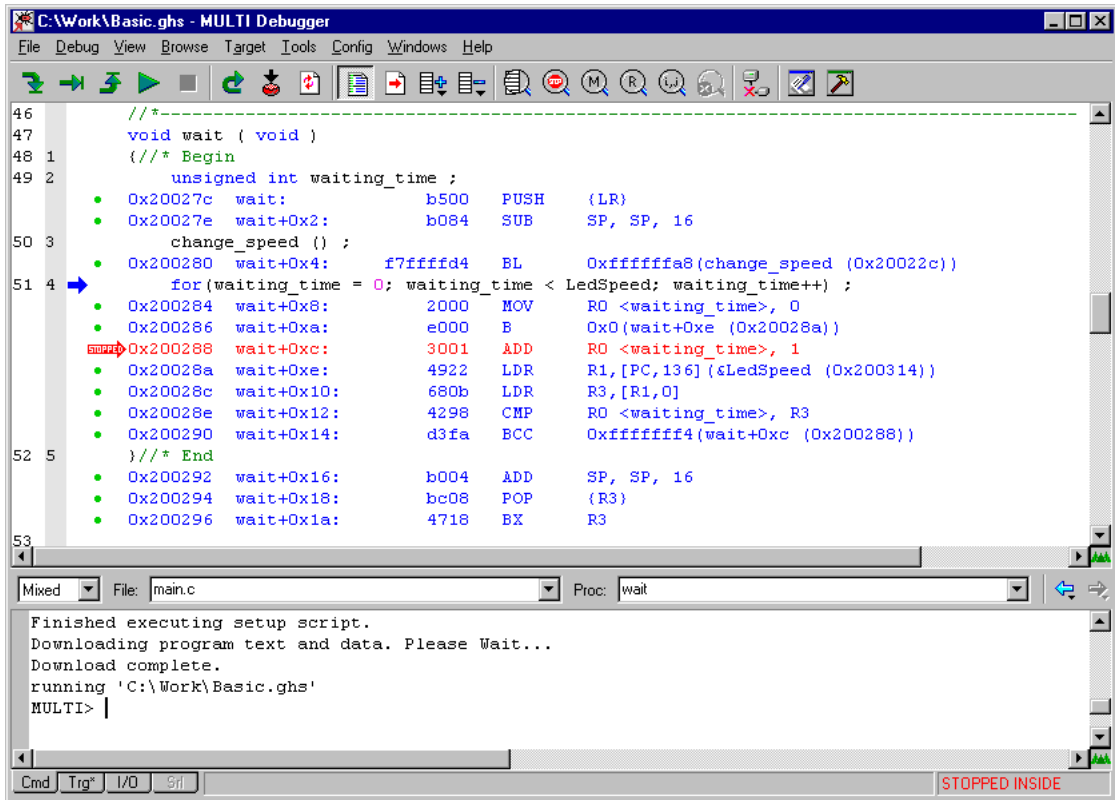 C:\Work\Basic.ghs - MULTI Debugger
File Debug View Browse Target Tools Config Windows Help
46 //*-------------------------------------------------------------------------------------
47 void wait ( void )
48 1 {//* Begin
49 2 unsigned int waiting_time ;
0x20027c wait: b500 PUSH {LR}
0x20027e wait+0x2: b084 SUB SP, SP, 16
50 3 change_speed () ;
0x200280 wait+0x4: f7ffffd4 BL 0xffffffa8(change_speed (0x20022c))
51 4 for(waiting_time = 0; waiting_time < LedSpeed; waiting_time++) ;
0x200284 wait+0x8: 2000 MOV R0 <waiting_time>, 0
0x200286 wait+0xa: e000 B 0x0(wait+0xe (0x20028a))
STOPPED 0x200288 wait+0xc: 3001 ADD R0 <waiting_time>, 1
0x20028a wait+0xe: 4922 LDR R1,[PC,136](&LedSpeed (0x200314))
0x20028c wait+0x10: 680b LDR R3,[R1,0]
0x20028e wait+0x12: 4298 CMP R0 <waiting_time>, R3
0x200290 wait+0x14: d3fa BCC 0xfffffff4(wait+0xc (0x200288))
52 5 }//* End
0x200292 wait+0x16: b004 ADD SP, SP, 16
0x200294 wait+0x18: bc08 POP {R3}
0x200296 wait+0x1a: 4718 BX R3
53
Mixed File: main.c Proc: wait
Finished executing setup script.
Downloading program text and data. Please Wait...
Download complete.
running 'C:\Work\Basic.ghs'
MULTI>
Cmd Trg* I/O Srl STOPPED INSIDE